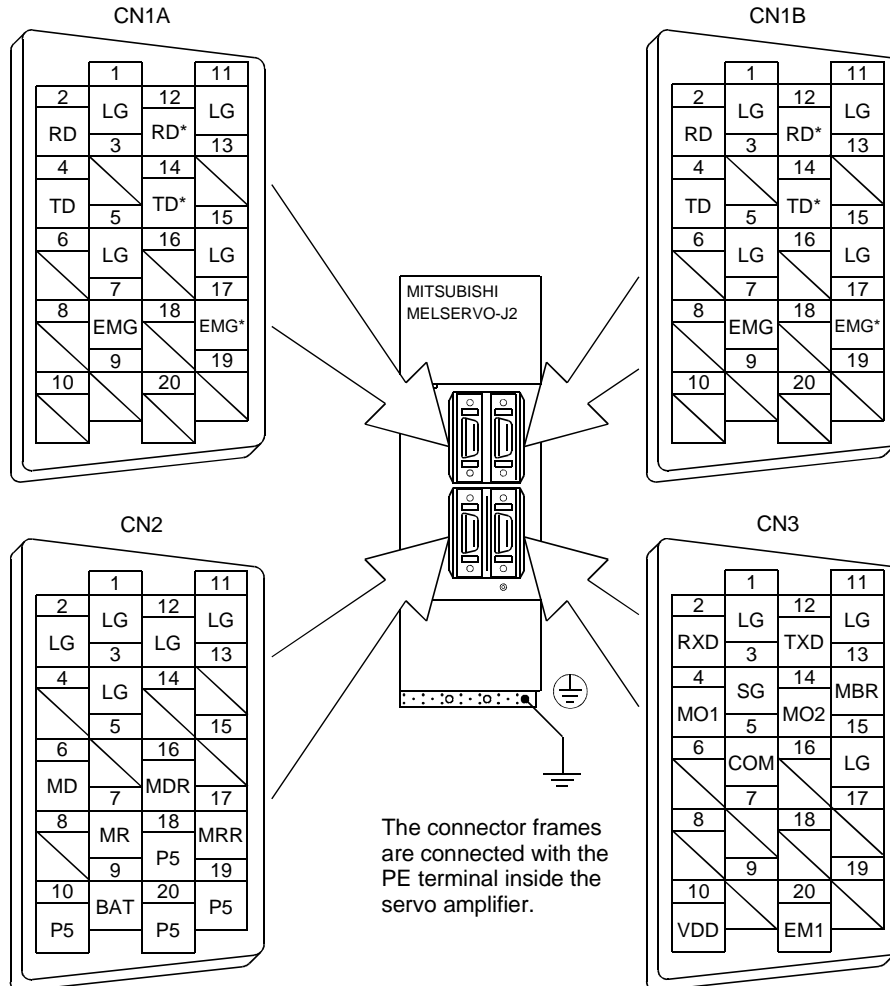 CN1A
1 11
2 12
LG LG
RD RD*
3 13
4 14
TD TD*
5 15
6 16
LG LG
7 17
8 18
EMG EMG*
9 19
10 20
CN1B
1 11
2 12
LG LG
RD RD*
3 13
4 14
TD TD*
5 15
6 16
LG LG
7 17
8 18
EMG EMG*
9 19
10 20
MITSUBISHI
MELSERVO-J2
CN2
1 11
2 12
LG LG
LG LG
3 13
4 14
LG
5 15
6 16
MD MDR
7 17
8 18
MR MRR
P5
9 19
10 20
BAT P5
P5 P5
CN3
1 11
2 12
LG LG
RXD TXD
3 13
4 14
SG MBR
MO1 MO2
5 15
6 16
COM LG
7 17
8 18
9 19
10 20
VDD EM1
The connector frames
are connected with the
PE terminal inside the
servo amplifier.